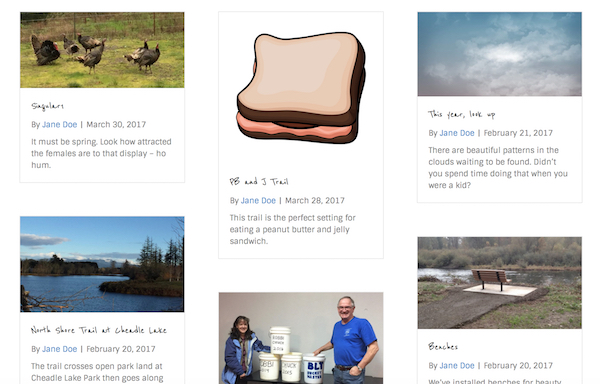 Sagulars
By Jane Doe | March 30, 2017
It must be spring. Look how attracted
the females are to that display – ho
hum.
North Shore Trail at Cheadle Lake
By Jane Doe | February 20, 2017
The trail crosses open park land at
Cheadle Lake Park then goes along
PB and J Trail
By Jane Doe | March 28, 2017
This trail is the perfect setting for
eating a peanut butter and jelly
sandwich.
BLT
This year, look up
By Jane Doe | February 21, 2017
There are beautiful patterns in the
clouds waiting to be found. Didn't
you spend time doing that when you
were a kid?
Benches
By Jane Doe | February 20, 2017
We've installed benches for beauty